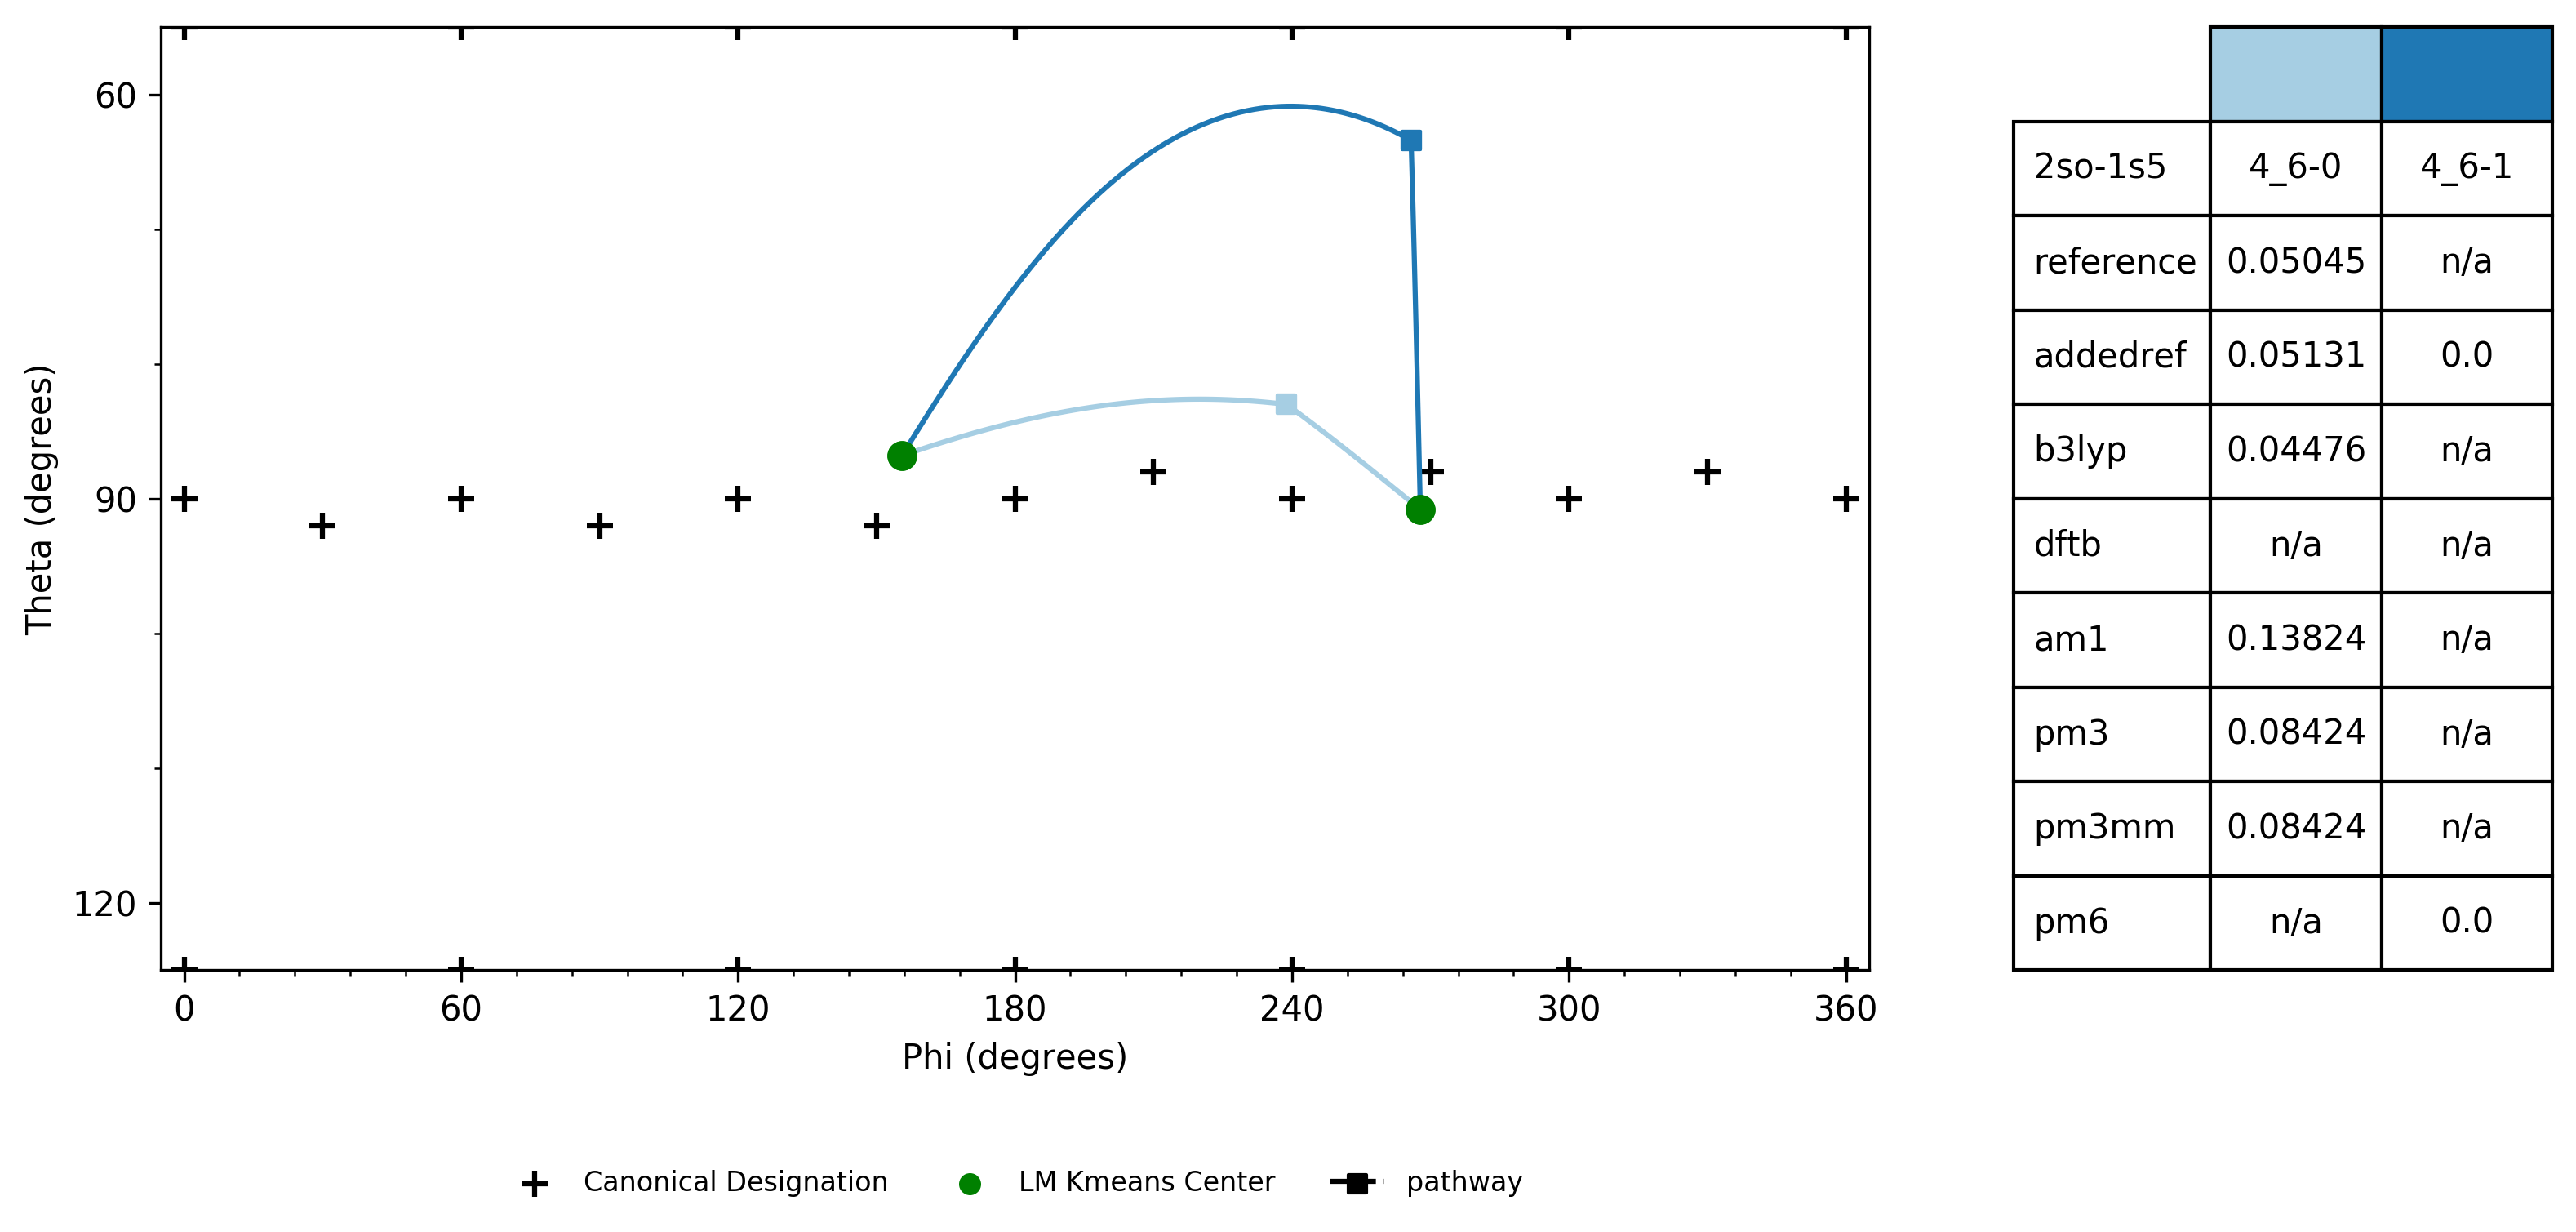 60
90
120
Theta (degrees)
0 60 120 180 240 300 360
Phi (degrees)
Canonical Designation LM Kmeans Center pathway
2so-1s5 4_6-0 4_6-1
reference 0.05045 n/a
addedref 0.05131 0.0
b3lyp 0.04476 n/a
dftb n/a n/a
am1 0.13824 n/a
pm3 0.08424 n/a
pm3mm 0.08424 n/a
pm6 n/a 0.0